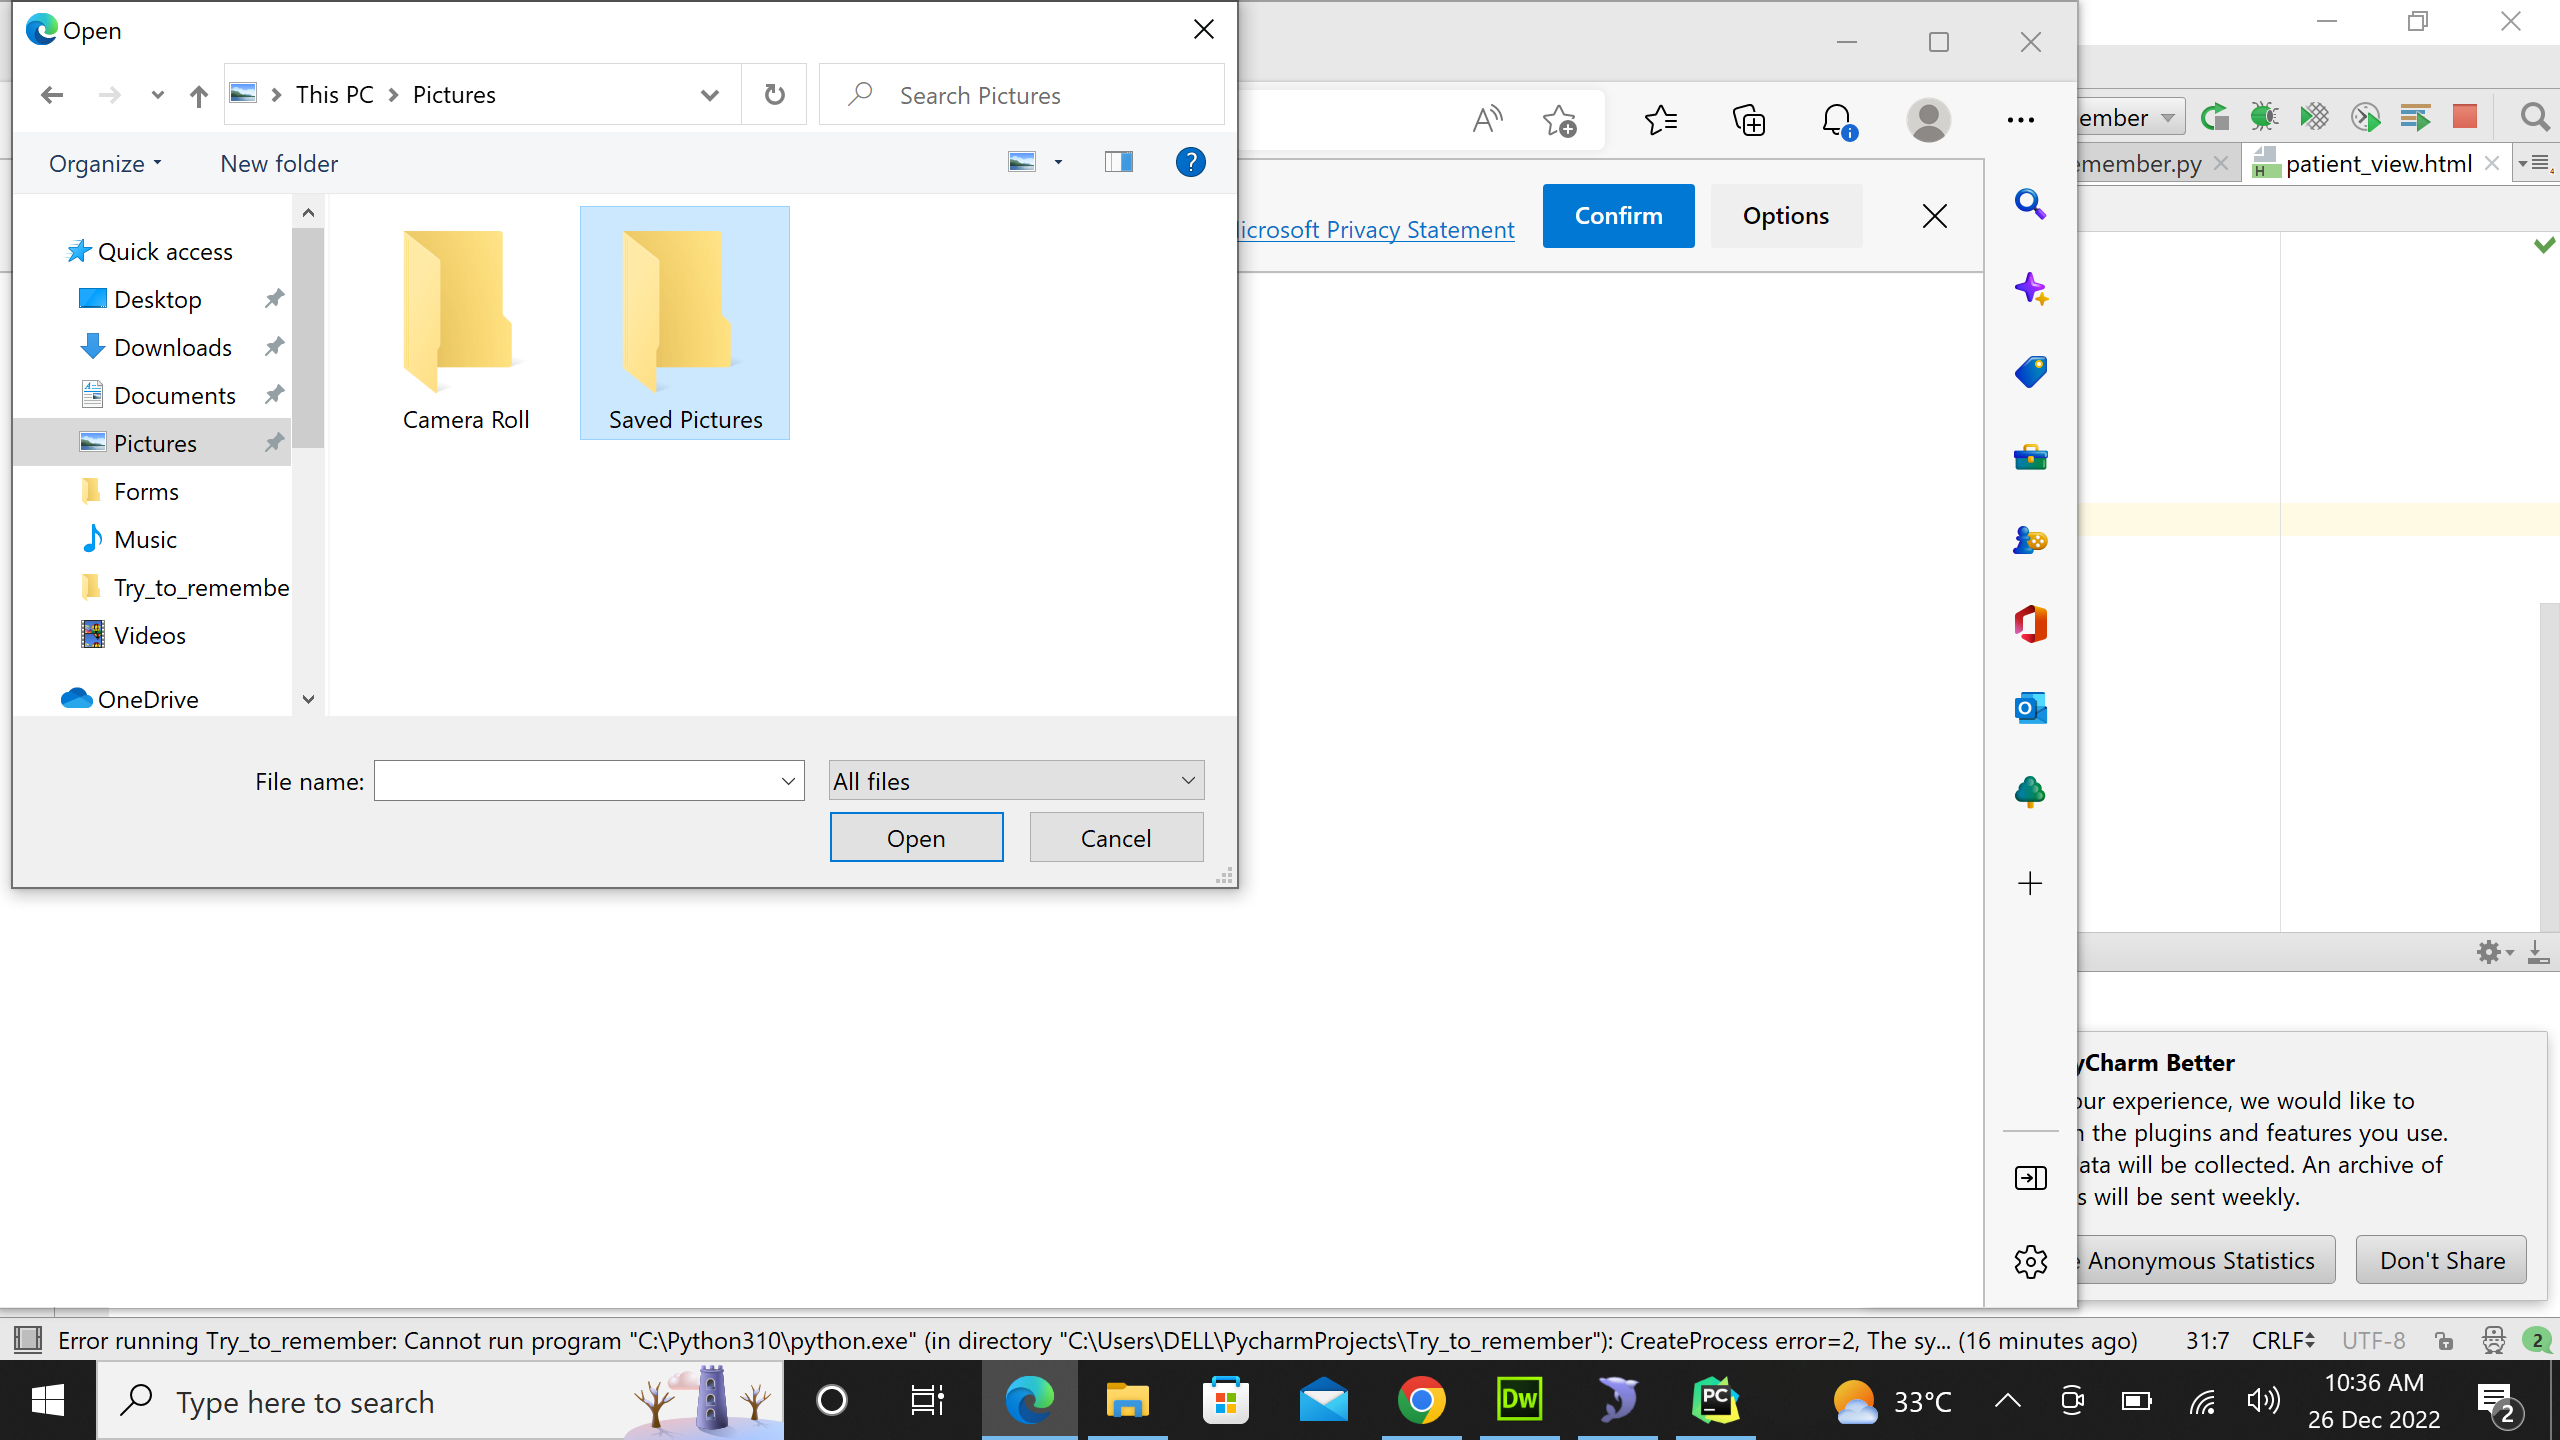 Open
This PC > Pictures
Search Pictures
Organize
New folder
Quick access
Desktop
Downloads
Documents
Pictures
Forms
Music
Try_to_remembe
Videos
OneDrive
Camera Roll
Saved Pictures
File name:
All files
Open
Cancel
icrosoft Privacy Statement
Confirm
Options
ember
emember.py
patient_view.html
yCharm Better
our experience, we would like to
n the plugins and features you use.
ata will be collected. An archive of
s will be sent weekly.
e Anonymous Statistics
Don't Share
Error running Try_to_remember: Cannot run program "C:\Python310\python.exe" (in directory "C:\Users\DELL\PycharmProjects\Try_to_remember"): CreateProcess error=2, The sy... (16 minutes ago)
31:7
CRLF
UTF-8
2
Type here to search
Dw
PC
33°C
10:36 AM
26 Dec 2022
2